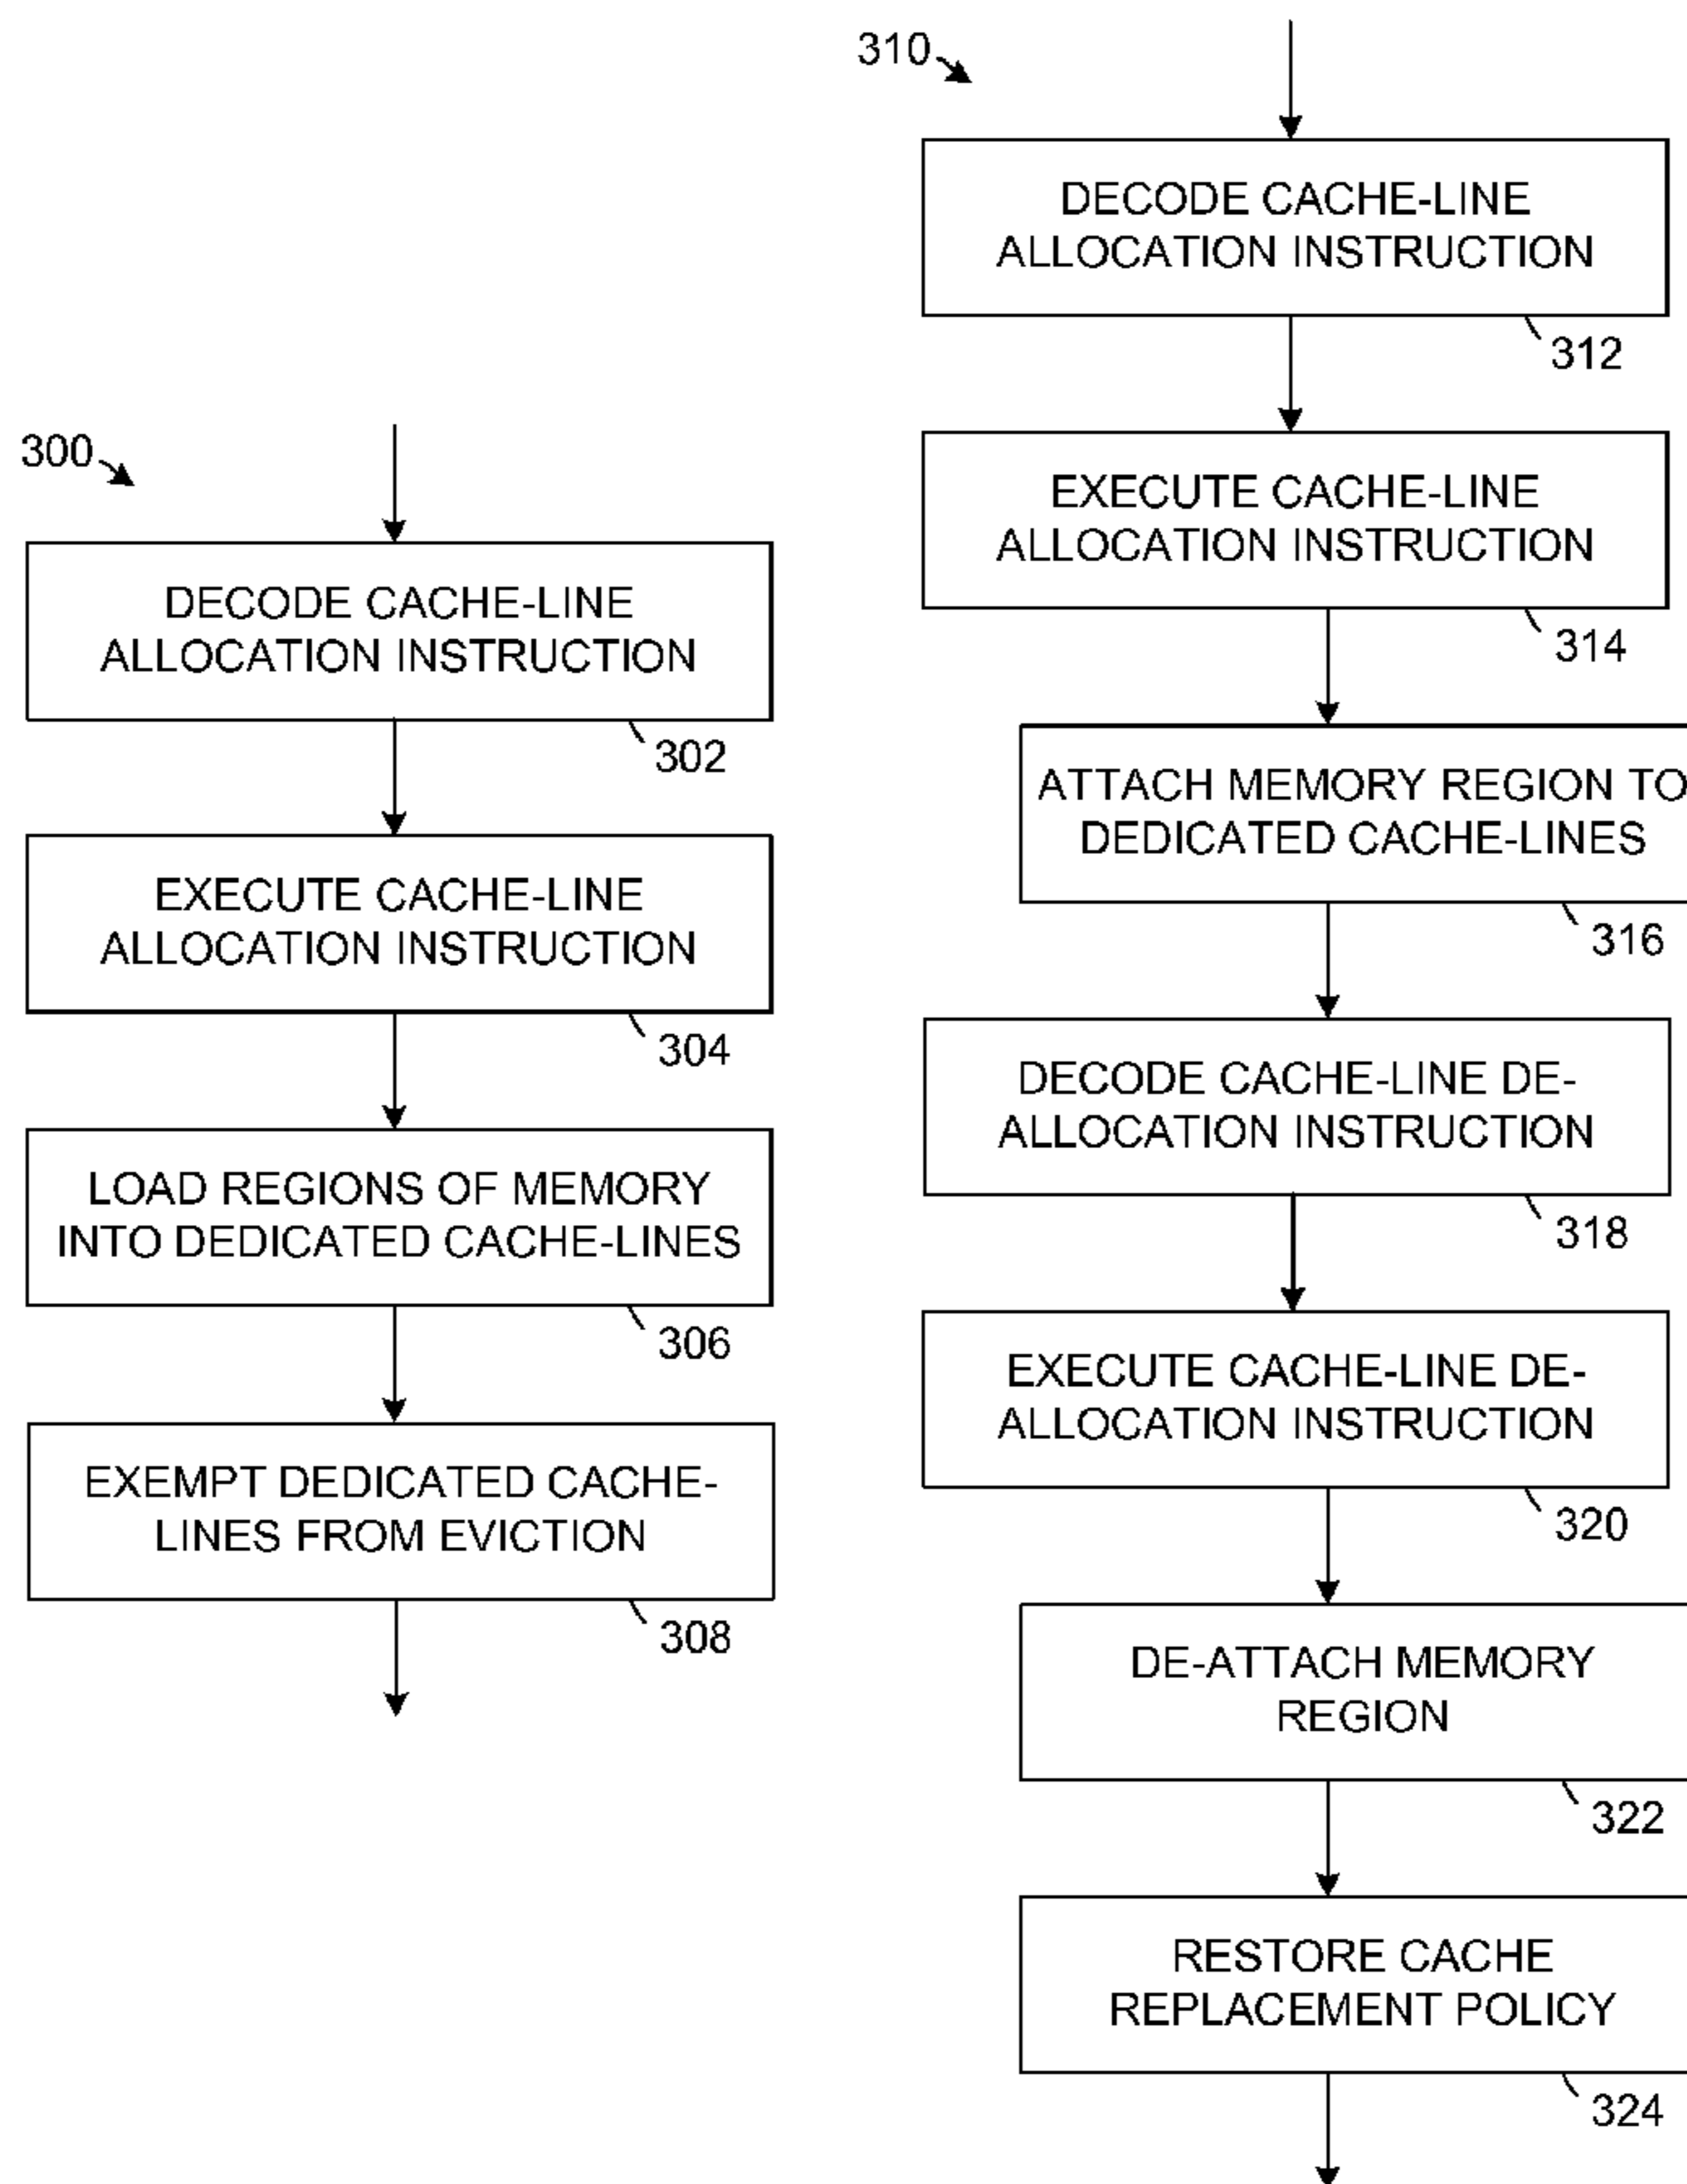 300
DECODE CACHE-LINE
ALLOCATION INSTRUCTION
302
EXECUTE CACHE-LINE
ALLOCATION INSTRUCTION
304
LOAD REGIONS OF MEMORY
INTO DEDICATED CACHE-LINES
306
EXEMPT DEDICATED CACHE-
LINES FROM EVICTION
308
310
DECODE CACHE-LINE
ALLOCATION INSTRUCTION
312
EXECUTE CACHE-LINE
ALLOCATION INSTRUCTION
314
ATTACH MEMORY REGION TO
DEDICATED CACHE-LINES
316
DECODE CACHE-LINE DE-
ALLOCATION INSTRUCTION
318
EXECUTE CACHE-LINE DE-
ALLOCATION INSTRUCTION
320
DE-ATTACH MEMORY
REGION
322
RESTORE CACHE
REPLACEMENT POLICY
324